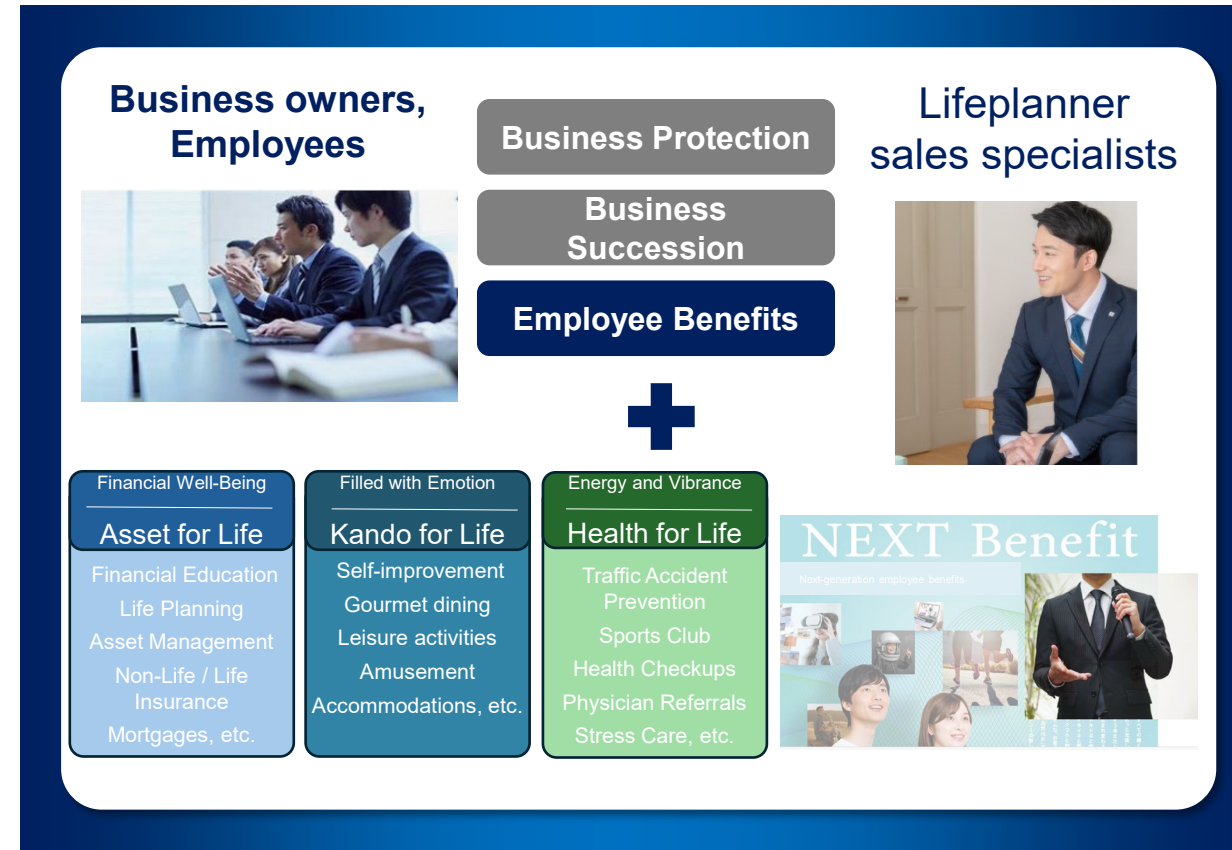 Business owners,
Employees
Business Protection
Business
Succession
Employee Benefits
Lifeplanner
sales specialists
Financial Well-Being
Asset for Life
Financial Education
Life Planning
Asset Management
Non-Life / Life
Insurance
Mortgages, etc.
Filled with Emotion
Kando for Life
Self-improvement
Gourmet dining
Leisure activities
Amusement
Accommodations, etc.
Energy and Vibrance
Health for Life
Traffic Accident
Prevention
Sports Club
Health Checkups
Physician Referrals
Stress Care, etc.
NEXT Benefit
Next-generation employee benefits